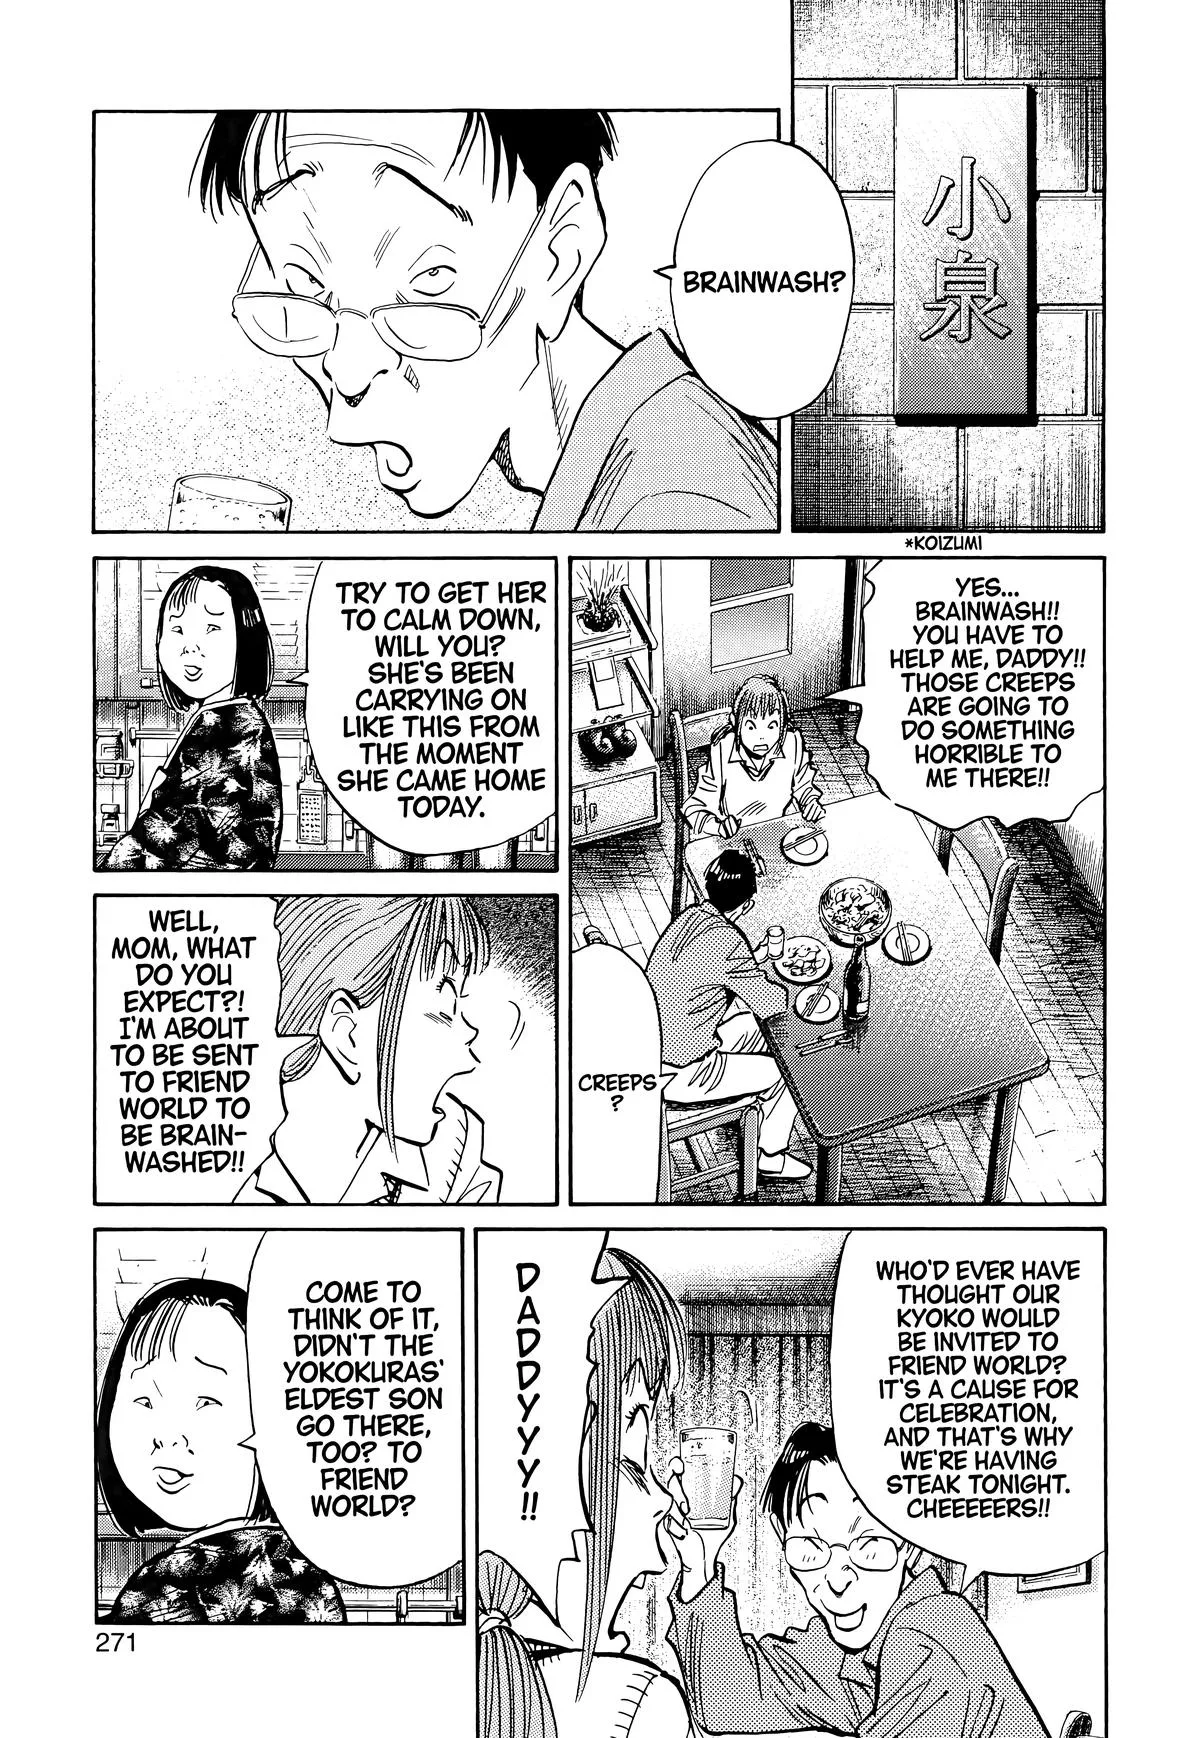 小泉
*KOIZUMI
BRAINWASH?
YES...
BRAINWASH!!
YOU HAVE TO
HELP ME, DADDY!!
THOSE CREEPS
ARE GOING TO
DO SOMETHING
HORRIBLE TO
ME THERE!!
CREEPS
?
TRY TO GET HER
TO CALM DOWN,
WILL YOU?
SHE'S BEEN
CARRYING ON
LIKE THIS FROM
THE MOMENT
SHE CAME HOME
TODAY.
WELL,
MOM, WHAT
DO YOU
EXPECT?!
I'M ABOUT
TO BE SENT
TO FRIEND
WORLD TO
BE BRAIN-
WASHED!!
WHO'D EVER HAVE
THOUGHT OUR
KYOKO WOULD
BE INVITED TO
FRIEND WORLD?
IT'S A CAUSE FOR
CELEBRATION,
AND THAT'S WHY
WE'RE HAVING
STEAK TONIGHT.
CHEEEEERS!!
DADDYYY!!
COME TO
THINK OF IT,
DIDN'T THE
YOKOKURAS'
ELDEST SON
GO THERE,
TOO? TO
FRIEND
WORLD?
271